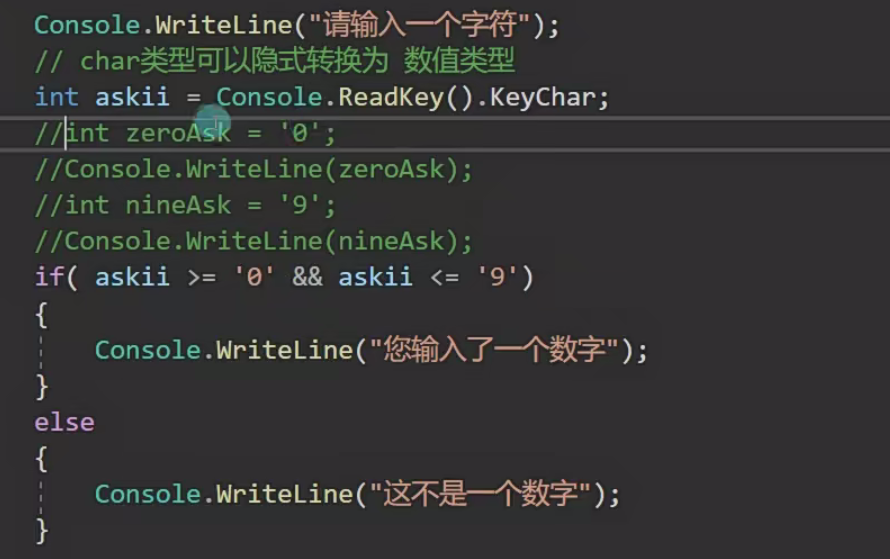 Console.WriteLine("请输入一个字符");
// char类型可以隐式转换为 数值类型
int askii = Console.ReadKey().KeyChar;
//int zeroAsk = '0';
//Console.WriteLine(zeroAsk);
//int nineAsk = '9';
//Console.WriteLine(nineAsk);
if( askii >= '0' && askii <= '9')
{
Console.WriteLine("您输入了一个数字");
}
else
{
Console.WriteLine("这不是一个数字");
}